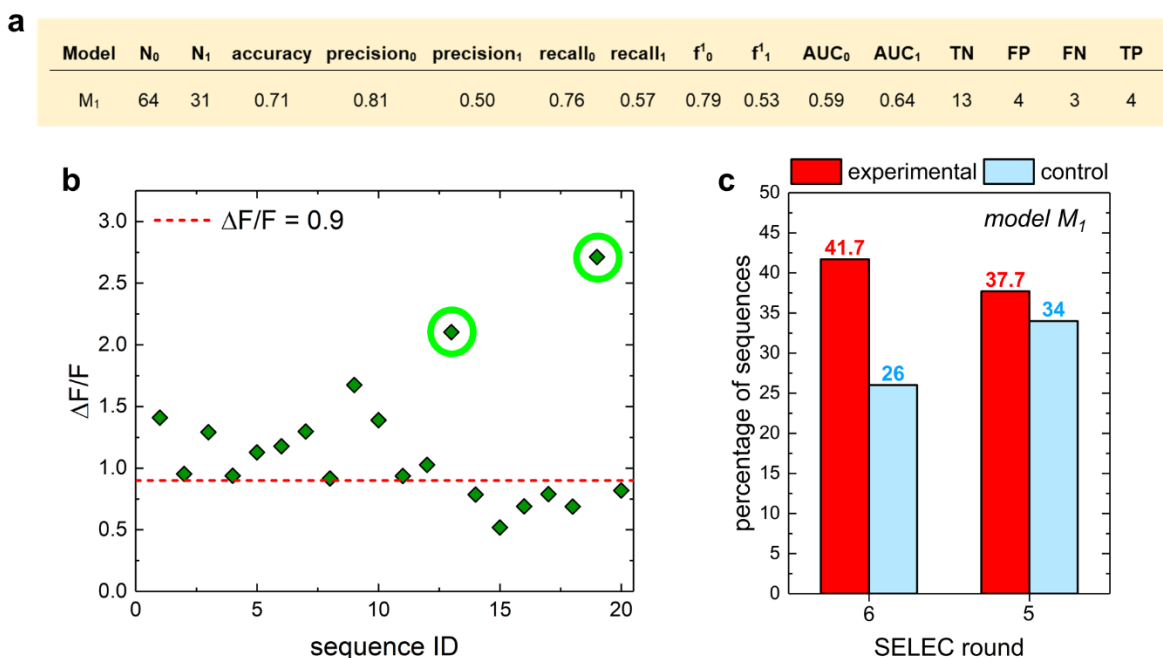 a
Model N₀ N₁ accuracy precision₀ precision₁ recall₀ recall₁ f¹₀ f¹₁ AUC₀ AUC₁ TN FP FN TP
M₁ 64 31 0.71 0.81 0.50 0.76 0.57 0.79 0.53 0.59 0.64 13 4 3 4
b
ΔF/F = 0.9
3.0
2.5
2.0
1.5
1.0
0.5
0.0
ΔF/F
0 5 10 15 20
sequence ID
c
experimental control
model M₁
50
45
40
35
30
25
20
15
10
5
0
percentage of sequences
41.7
26
37.7
34
6 5
SELEC round